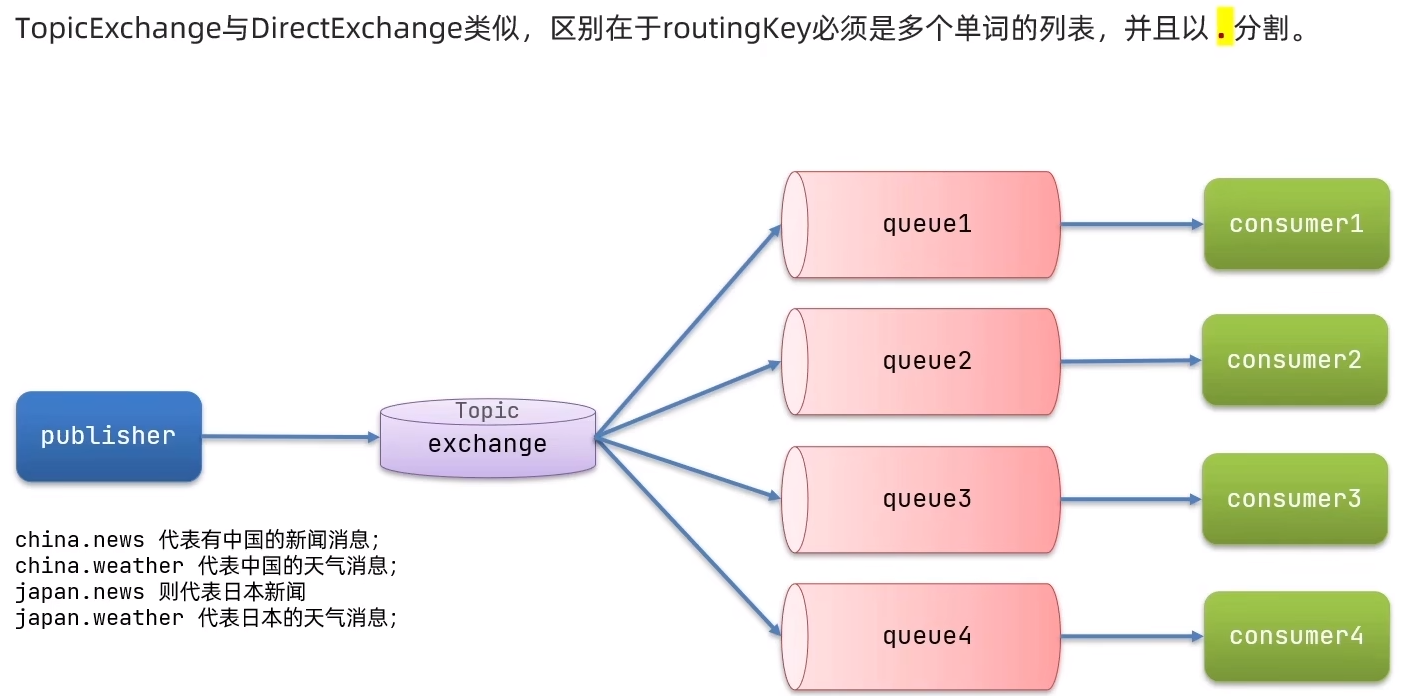 TopicExchange与DirectExchange类似，区别在于routingKey必须是多个单词的列表，并且以 . 分割。
queue1
consumer1
queue2
consumer2
Topic
publisher
exchange
queue3
consumer3
china.news 代表有中国的新闻消息；
china.weather 代表中国的天气消息；
japan.news 则代表日本新闻
japan.weather 代表日本的天气消息；
queue4
consumer4